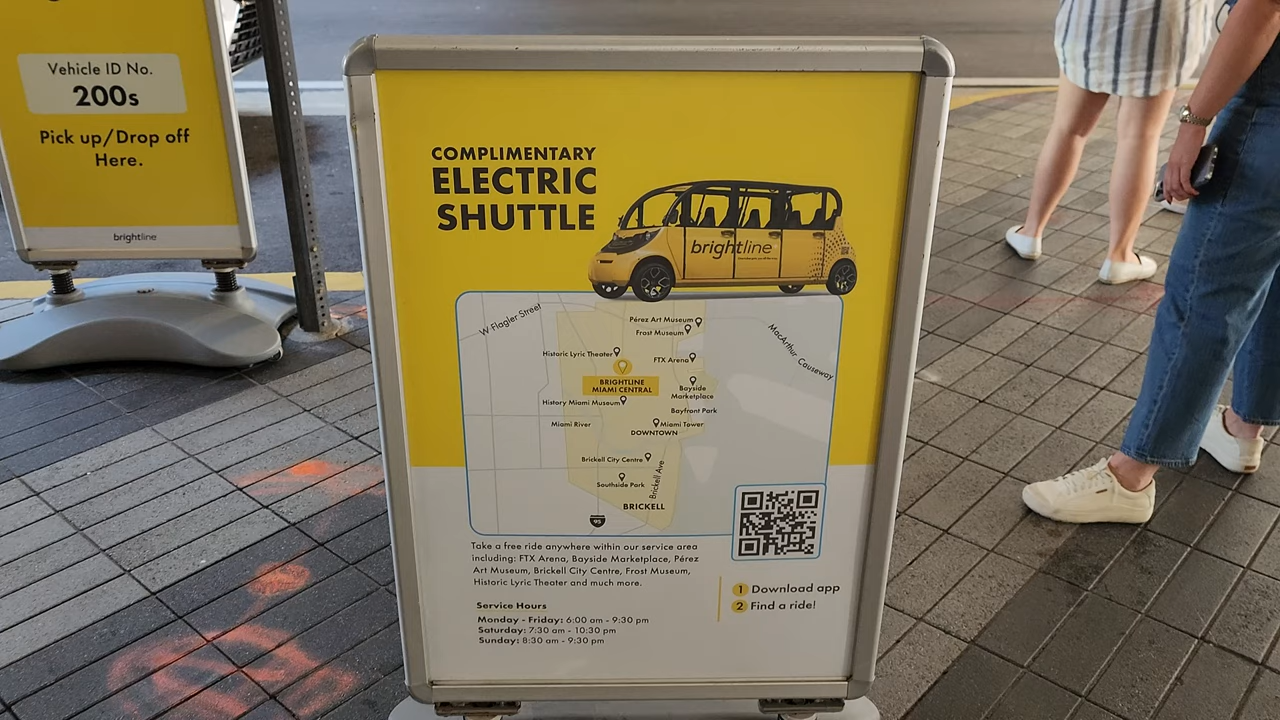 Vehicle ID No.
200s
Pick up/Drop off
Here.
brightline
COMPLIMENTARY
ELECTRIC
SHUTTLE
brightline
W Flagler Street
Pérez Art Museum
Frost Museum
MacArthur Causeway
Historic Lyric Theater
FTX Arena
BRIGHTLINE
MIAMI CENTRAL
Bayside
Marketplace
History Miami Museum
Bayfront Park
Miami River
Miami Tower
DOWNTOWN
Brickell City Centre
Brickell Ave
Southside Park
BRICKELL
95
Take a free ride anywhere within our service area
including: FTX Arena, Bayside Marketplace, Pérez
Art Museum, Brickell City Centre, Frost Museum,
Historic Lyric Theater and much more.
1 Download app
2 Find a ride!
Service Hours
Monday - Friday: 6:00 am - 9:30 pm
Saturday: 7:30 am - 10:30 pm
Sunday: 8:30 am - 9:30 pm